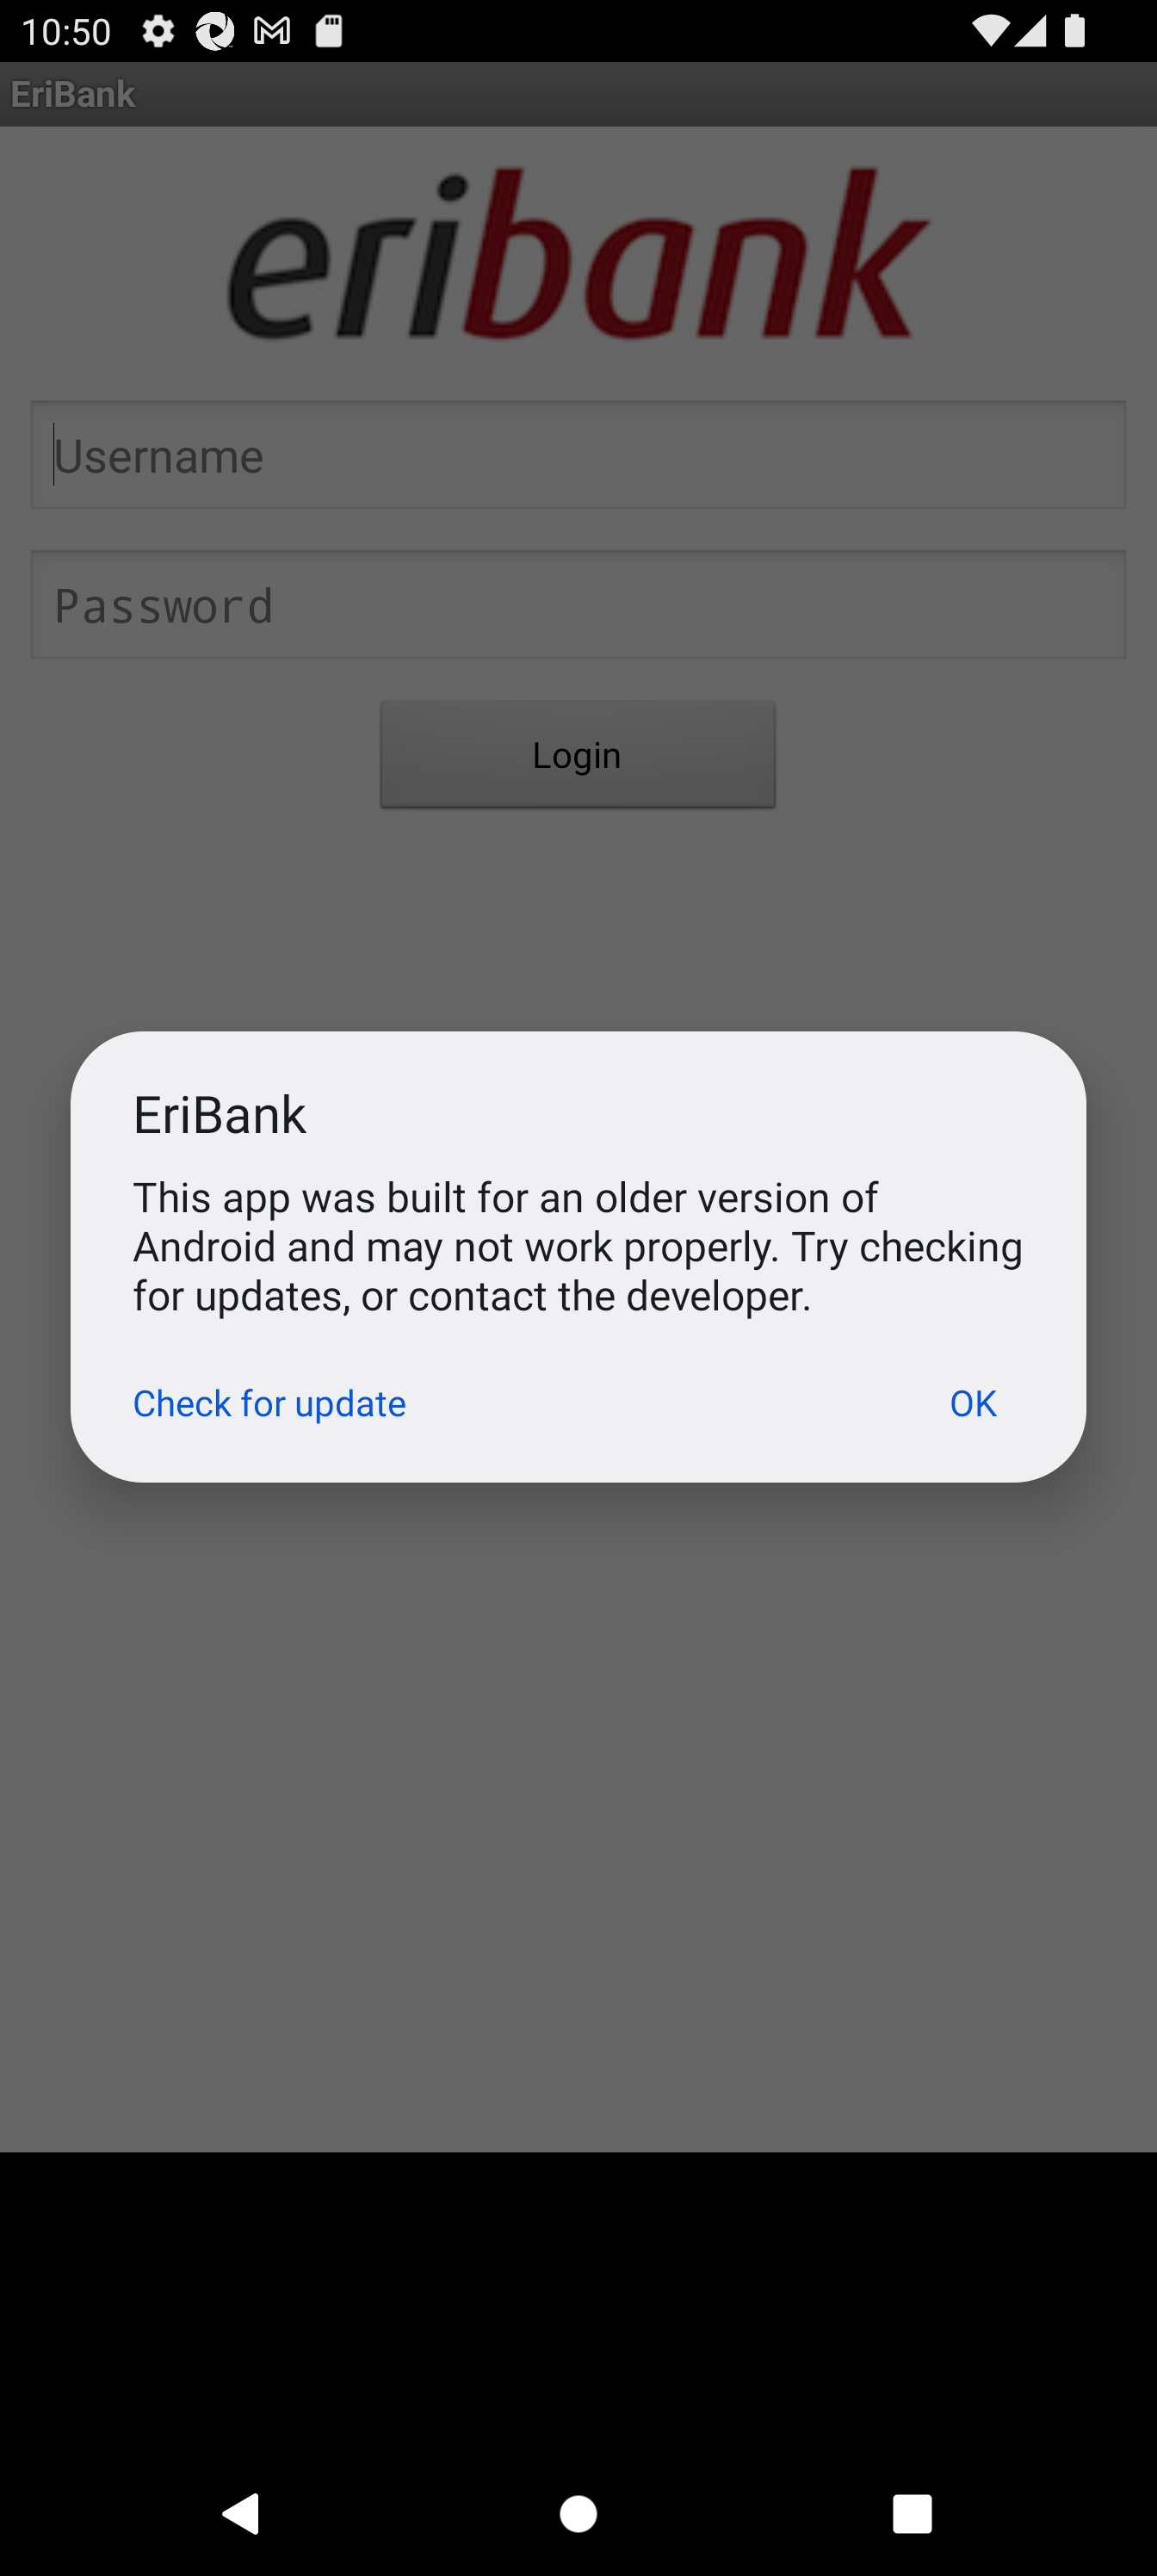 10:50
EriBank
eribank
Username
Password
Login
EriBank
This app was built for an older version of
Android and may not work properly. Try checking
for updates, or contact the developer.
Check for update OK